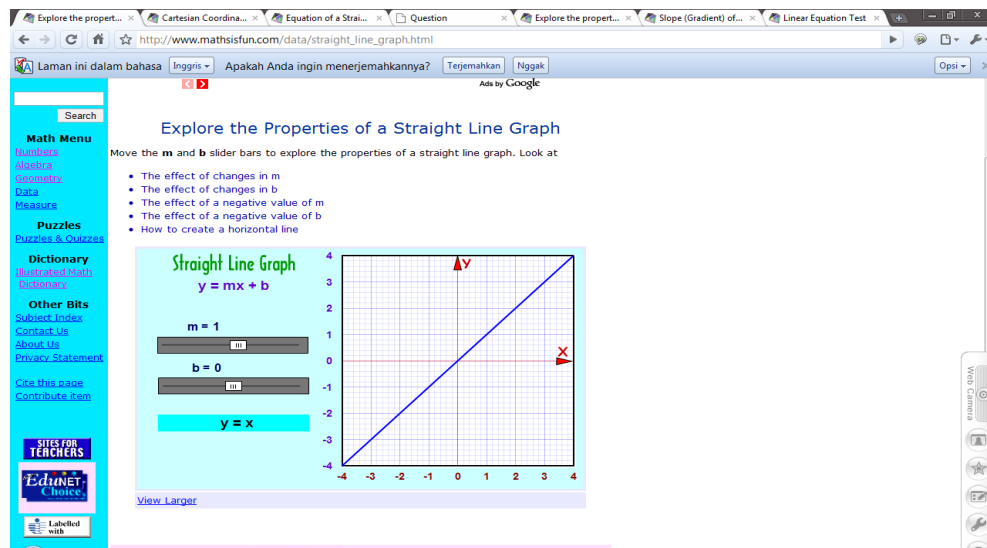 Explore the propert... × Cartesian Coordina... × Equation of a Strai... × Question × Explore the propert... × Slope (Gradient) of... × Linear Equation Test ×
http://www.mathsisfun.com/data/straight_line_graph.html
Laman ini dalam bahasa Inggris Apakah Anda ingin menerjemahkannya? Terjemahkan Nggak Opsi
Ads by Google
Search
Math Menu
Numbers
Algebra
Geometry
Data
Measure
Puzzles
Puzzles & Quizzes
Dictionary
Illustrated Math
Dictionary
Other Bits
Subject Index
Contact Us
About Us
Privacy Statement
Cite this page
Contribute item
SITES FOR
TEACHERS
EduNET
Choice
Labelled
with
Explore the Properties of a Straight Line Graph
Move the m and b slider bars to explore the properties of a straight line graph. Look at
• The effect of changes in m
• The effect of changes in b
• The effect of a negative value of m
• The effect of a negative value of b
• How to create a horizontal line
Straight Line Graph
y = mx + b
m = 1
b = 0
y = x
4
3
2
1
0
-1
-2
-3
-4
Y
X
-4 -3 -2 -1 0 1 2 3 4
View Larger
Web Camera